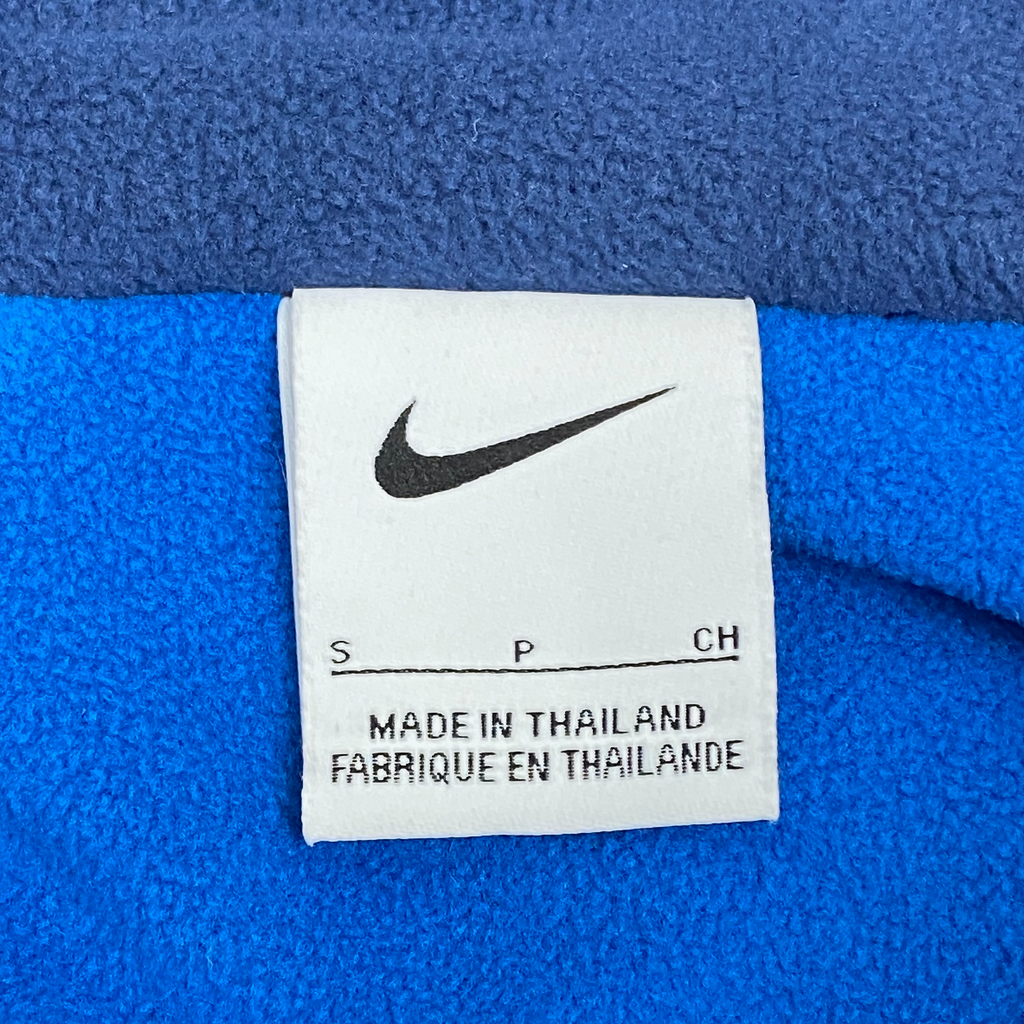 S P CH
MADE IN THAILAND
FABRIQUE EN THAILANDE